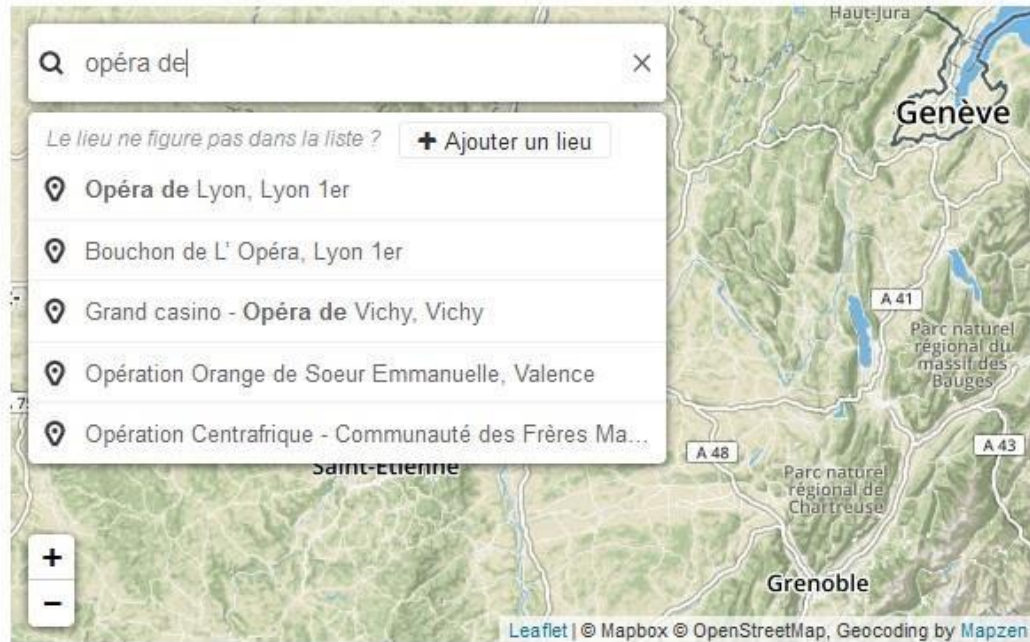 Haut-Jura
opéra de
Genève
Le lieu ne figure pas dans la liste ? + Ajouter un lieu
Opéra de Lyon, Lyon 1er
Bouchon de L' Opéra, Lyon 1er
Grand casino - Opéra de Vichy, Vichy
A 41
Parc naturel
régional du
massif des
Bauges
Opération Orange de Soeur Emmanuelle, Valence
Opération Centrafrique - Communauté des Frères Ma...
A 48
A 43
Saint-Etienne
Parc naturel
régional de
Chartreuse
+
Grenoble
−
Leaflet | © Mapbox © OpenStreetMap, Geocoding by Mapzen